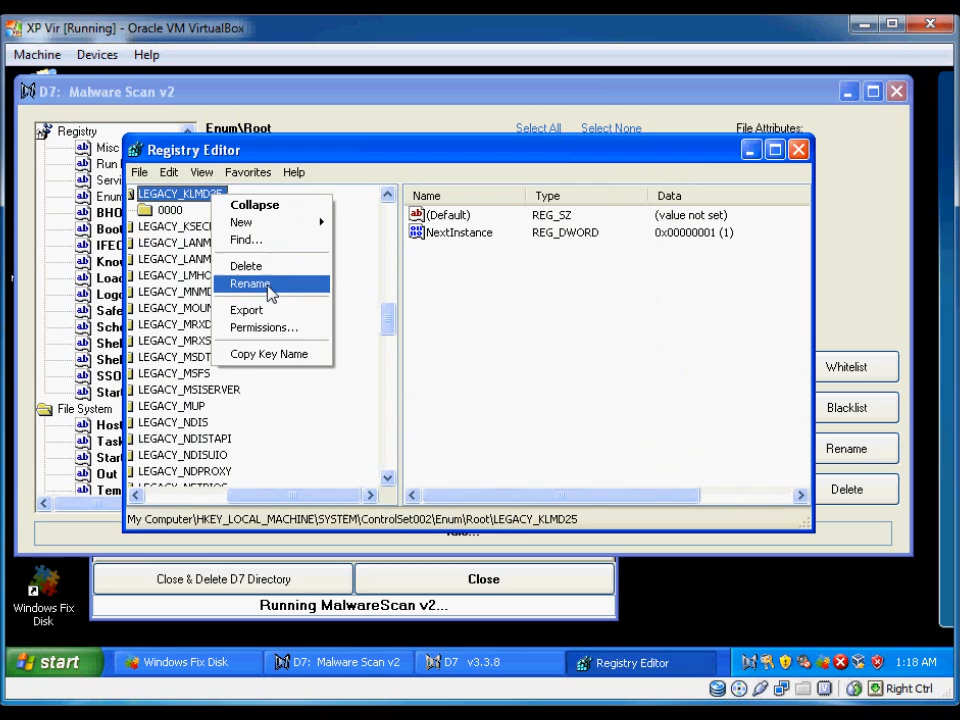 XP Vir [Running] - Oracle VM VirtualBox
Machine Devices Help
D7: Malware Scan v2
Registry
Enum\Root
Select All Select None
File Attributes:
Misc
Run
Servi
Enum
BHO
Boot
IFEO
Know
Load
Logo
Safe
Sche
Shel
Shel
SSO
Start
File System
Host
Task
Start
Out
Tem
Registry Editor
File Edit View Favorites Help
LEGACY_KLMD25
0000
LEGACY_KSEC
LEGACY_LANM
LEGACY_LANM
LEGACY_LMHO
LEGACY_MNMD
LEGACY_MOUN
LEGACY_MRXD
LEGACY_MRXS
LEGACY_MSDT
LEGACY_MSFS
LEGACY_MSISERVER
LEGACY_MUP
LEGACY_NDIS
LEGACY_NDISTAPI
LEGACY_NDISUIO
LEGACY_NDPROXY
LEGACY_NETBIOS
Collapse
New
Find...
Delete
Rename
Export
Permissions...
Copy Key Name
Name Type Data
(Default) REG_SZ (value not set)
NextInstance REG_DWORD 0x00000001 (1)
My Computer\HKEY_LOCAL_MACHINE\SYSTEM\ControlSet002\Enum\Root\LEGACY_KLMD25
Whitelist
Blacklist
Rename
Delete
Idle...
Close & Delete D7 Directory
Close
Running MalwareScan v2...
Windows Fix
Disk
start
Windows Fix Disk
D7: Malware Scan v2
D7 v3.3.8
Registry Editor
1:18 AM
Right Ctrl